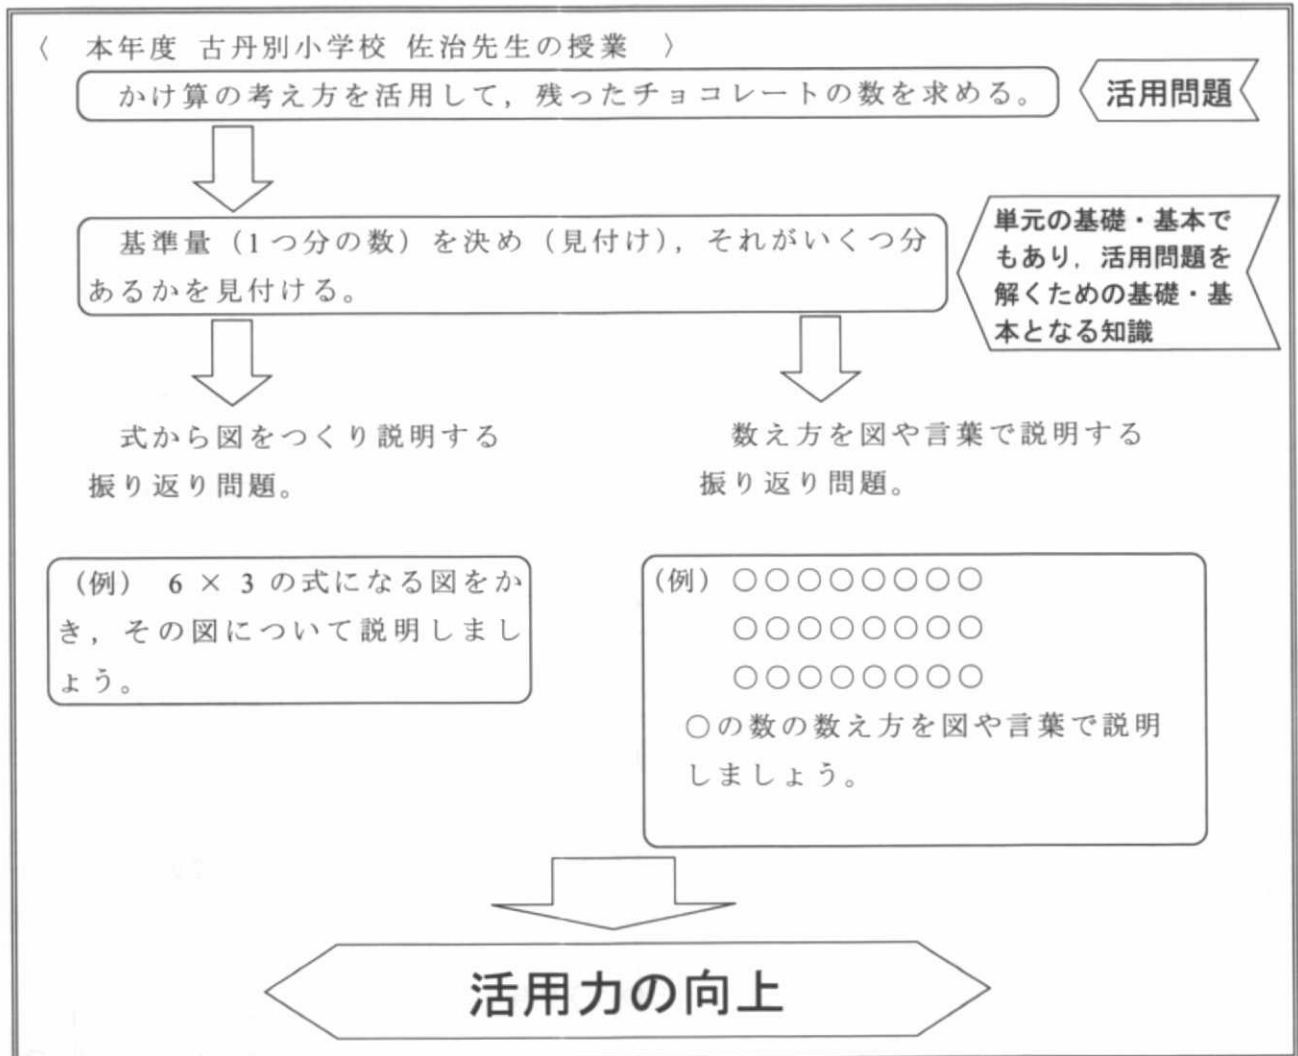 〈　本年度 古丹別小学校 佐治先生の授業　〉
かけ算の考え方を活用して，残ったチョコレートの数を求める。
活用問題
基準量（1つ分の数）を決め（見付け），それがいくつ分
あるかを見付ける。
単元の基礎・基本で
もあり，活用問題を
解くための基礎・基
本となる知識
式から図をつくり説明する
振り返り問題。
数え方を図や言葉で説明する
振り返り問題。
（例）　6 × 3 の式になる図をか
き，その図について説明しまし
ょう。
（例）○○○○○○○○
○○○○○○○○
○○○○○○○○
○の数の数え方を図や言葉で説明
しましょう。
活用力の向上